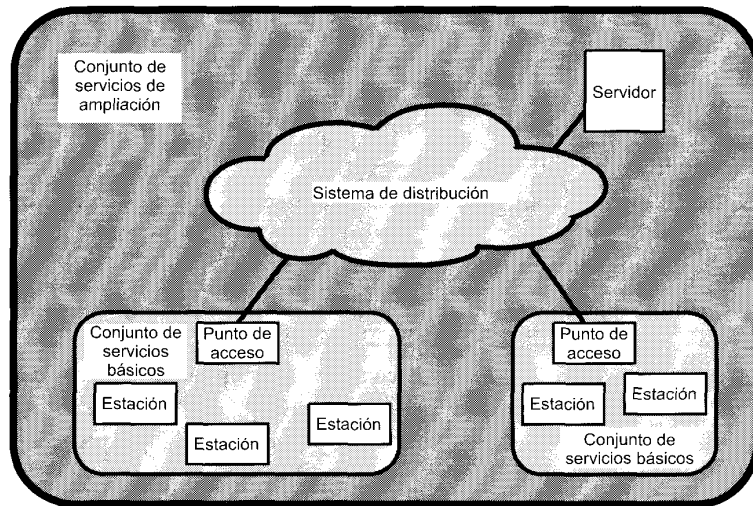 Conjunto de
servicios de
ampliación
Servidor
Sistema de distribución
Conjunto de
servicios
básicos
Punto de
acceso
Estación
Estación
Estación
Punto de
acceso
Estación
Estación
Conjunto de
servicios básicos